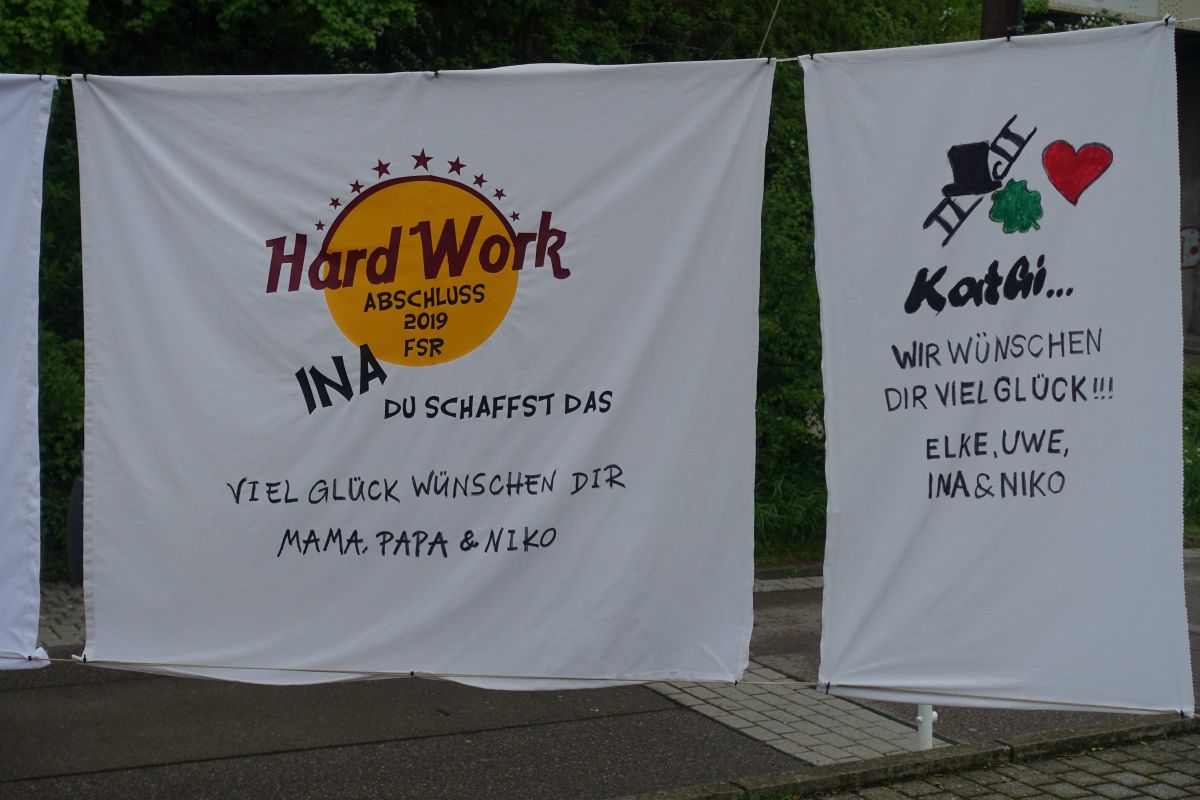 Hard Work
ABSCHLUSS
2019
FSR
INA
DU SCHAFFST DAS
VIEL GLÜCK WÜNSCHEN DIR
MAMA, PAPA & NIKO
Kathi...
WIR WÜNSCHEN
DIR VIEL GLÜCK!!!
ELKE, UWE,
INA & NIKO